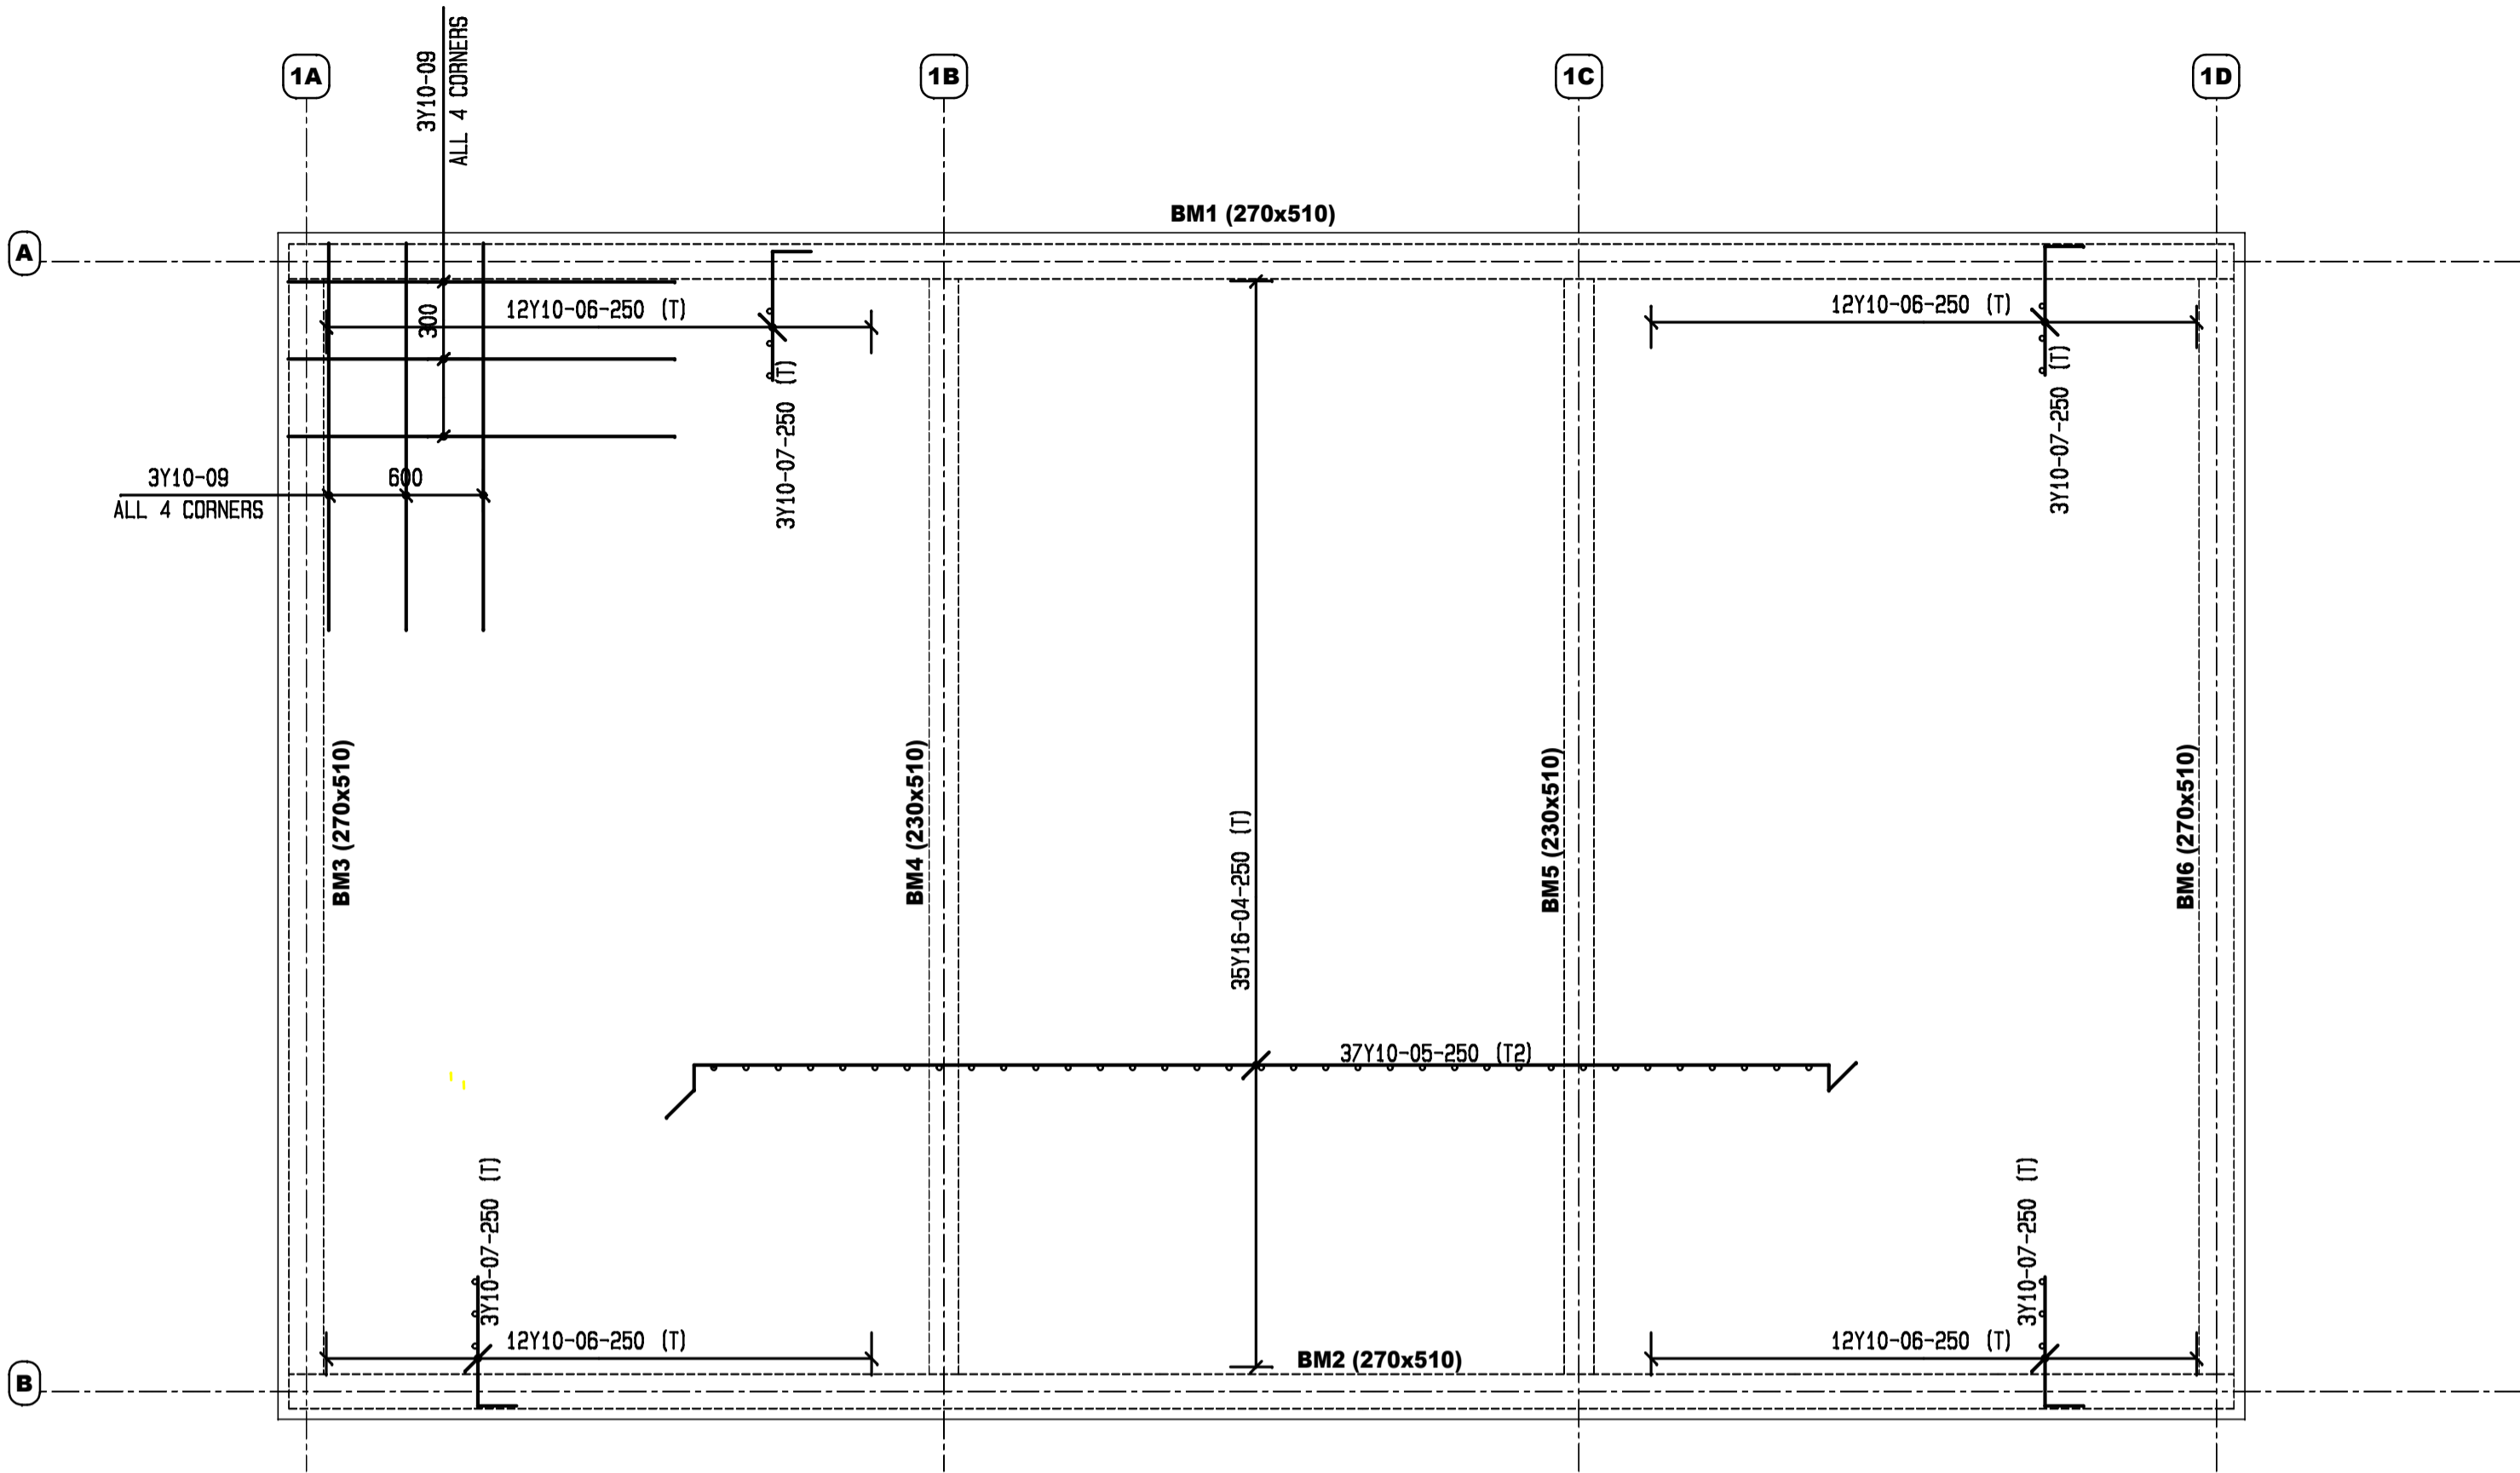 3Y10-09
ALL 4 CORNERS
1A
1B
1C
1D
BM1 (270x510)
A
300
12Y10-06-250 (T)
12Y10-06-250 (T)
3Y10-07-250 (T)
3Y10-07-250 (T)
3Y10-09
ALL 4 CORNERS
600
BM3 (270x510)
BM4 (230x510)
35Y16-04-250 (T)
BM5 (230x510)
BM6 (270x510)
37Y10-05-250 (T2)
3Y10-07-250 (T)
3Y10-07-250 (T)
12Y10-06-250 (T)
12Y10-06-250 (T)
BM2 (270x510)
B